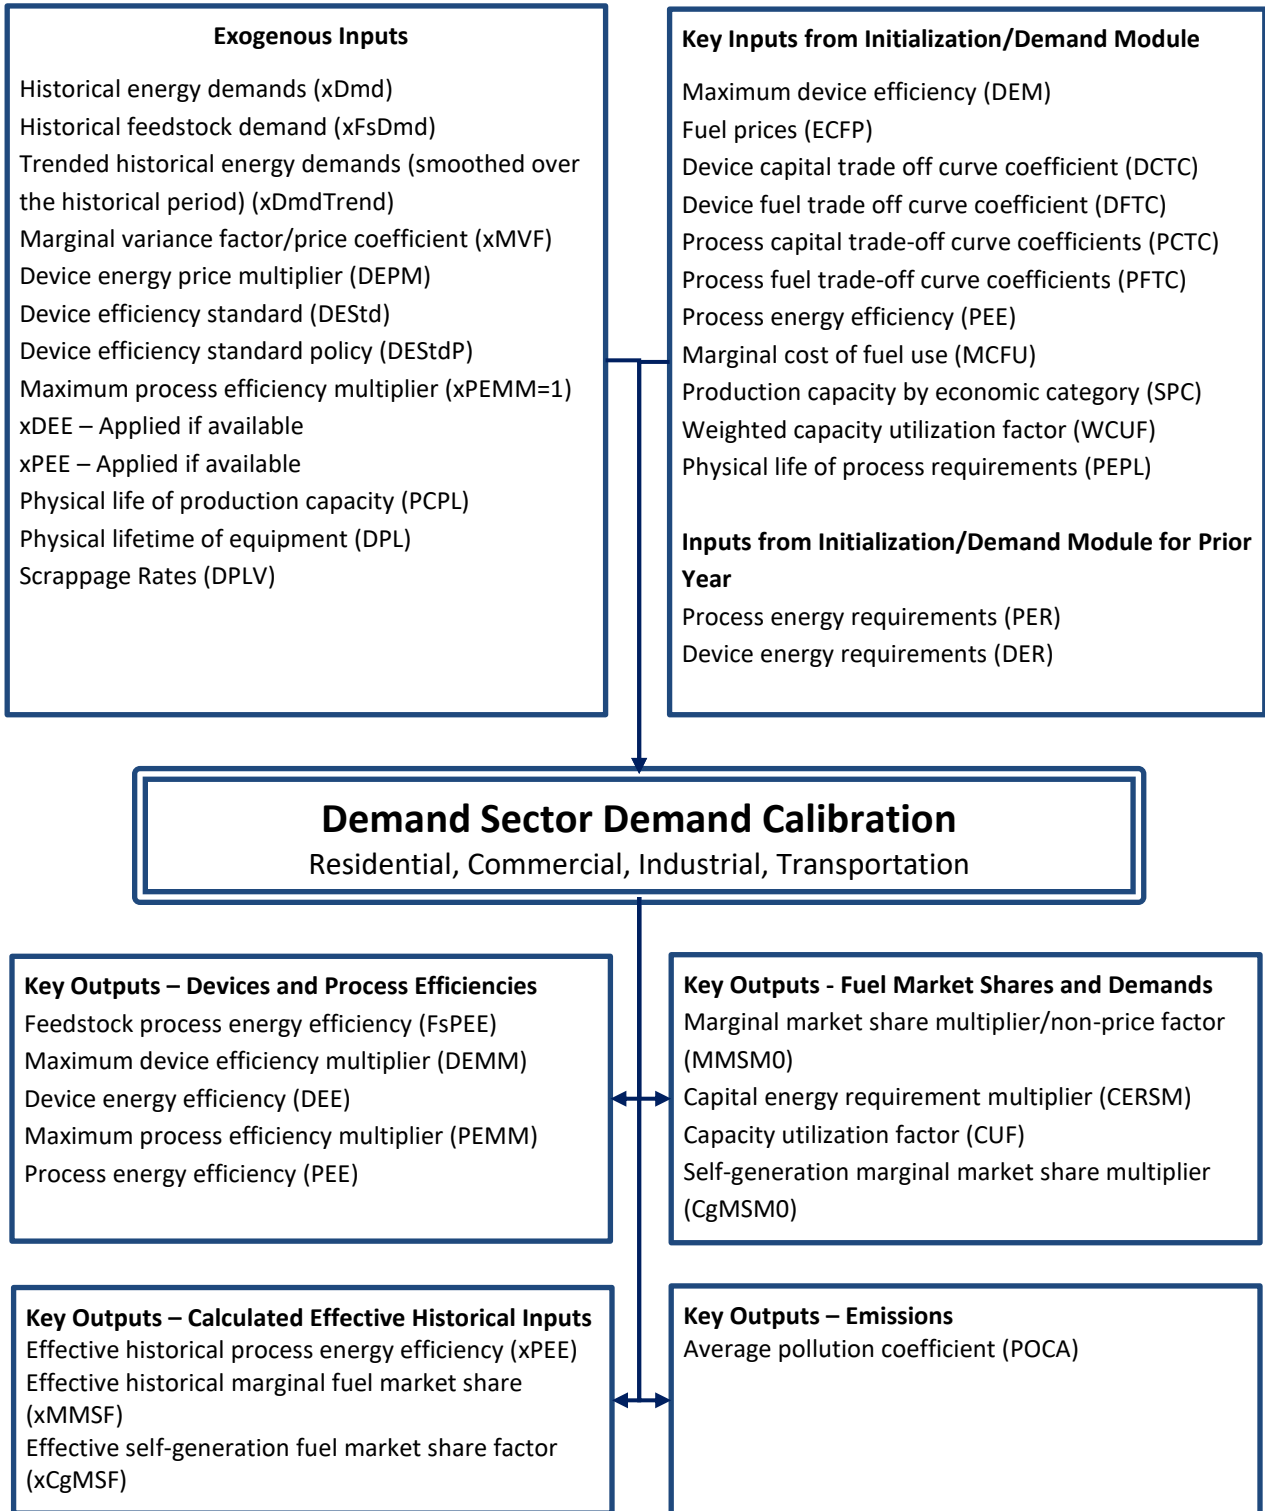 Exogenous Inputs
Historical energy demands (xDmd)
Historical feedstock demand (xFsDmd)
Trended historical energy demands (smoothed over
the historical period) (xDmdTrend)
Marginal variance factor/price coefficient (xMVF)
Device energy price multiplier (DEPM)
Device efficiency standard (DEStd)
Device efficiency standard policy (DEStdP)
Maximum process efficiency multiplier (xPEMM=1)
xDEE – Applied if available
xPEE – Applied if available
Physical life of production capacity (PCPL)
Physical lifetime of equipment (DPL)
Scrappage Rates (DPLV)
Key Inputs from Initialization/Demand Module
Maximum device efficiency (DEM)
Fuel prices (ECFP)
Device capital trade off curve coefficient (DCTC)
Device fuel trade off curve coefficient (DFTC)
Process capital trade-off curve coefficients (PCTC)
Process fuel trade-off curve coefficients (PFTC)
Process energy efficiency (PEE)
Marginal cost of fuel use (MCFU)
Production capacity by economic category (SPC)
Weighted capacity utilization factor (WCUF)
Physical life of process requirements (PEPL)
Inputs from Initialization/Demand Module for Prior
Year
Process energy requirements (PER)
Device energy requirements (DER)
Demand Sector Demand Calibration
Residential, Commercial, Industrial, Transportation
Key Outputs – Devices and Process Efficiencies
Feedstock process energy efficiency (FsPEE)
Maximum device efficiency multiplier (DEMM)
Device energy efficiency (DEE)
Maximum process efficiency multiplier (PEMM)
Process energy efficiency (PEE)
Key Outputs - Fuel Market Shares and Demands
Marginal market share multiplier/non-price factor
(MMSM0)
Capital energy requirement multiplier (CERSM)
Capacity utilization factor (CUF)
Self-generation marginal market share multiplier
(CgMSM0)
Key Outputs – Calculated Effective Historical Inputs
Effective historical process energy efficiency (xPEE)
Effective historical marginal fuel market share
(xMMSF)
Effective self-generation fuel market share factor
(xCgMSF)
Key Outputs – Emissions
Average pollution coefficient (POCA)